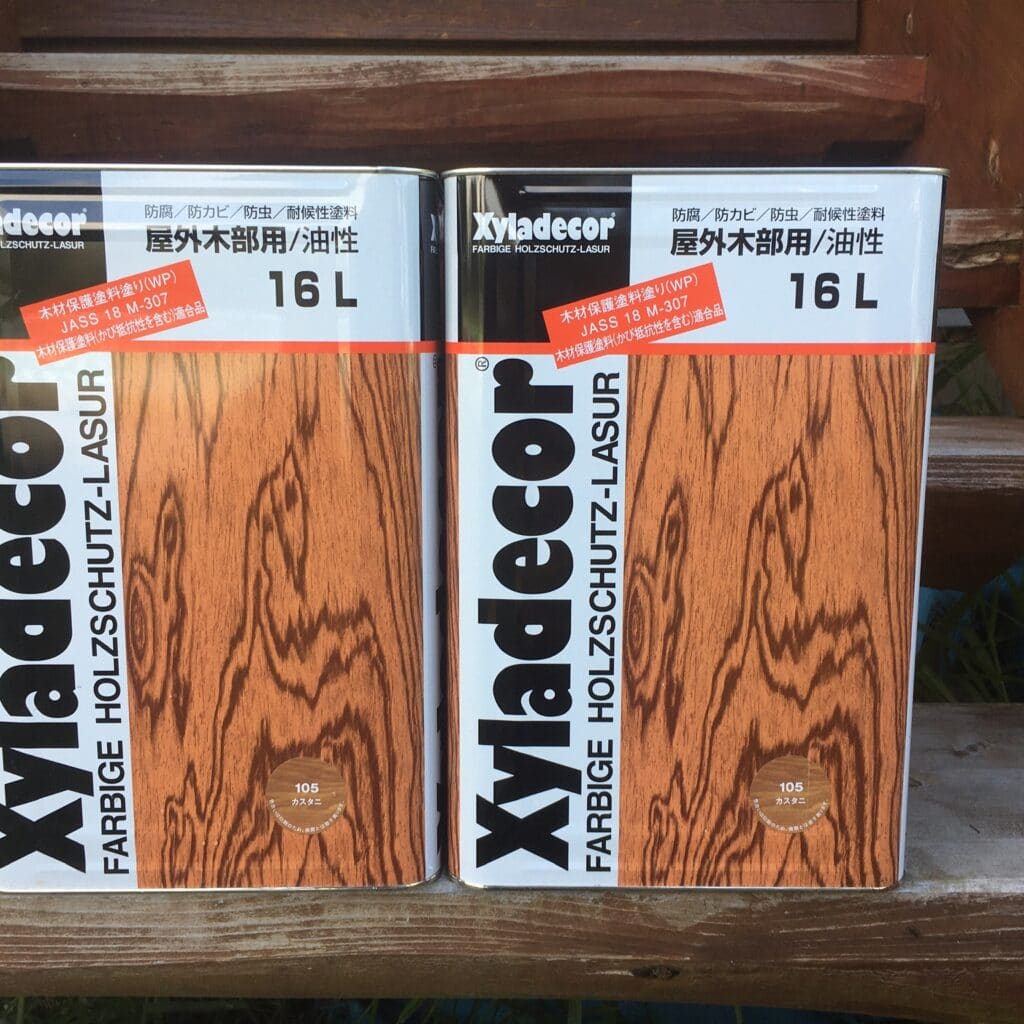 adecor®
OLZSCHUTZ-LASUR
防腐/防カビ/防虫/耐候性塗料
屋外木部用/油性
16L
木材保護塗料塗り(WP)
JASS 18 M-307
木材保護塗料(かび抵抗性を含む)適合品
Xyladecor
FARBIGE HOLZSCHUTZ-LASUR
105
カスタニ
Xyladecor®
FARBIGE HOLZSCHUTZ-LASUR
防腐/防カビ/防虫/耐候性塗料
屋外木部用/油性
16L
木材保護塗料塗り(WP)
JASS 18 M-307
木材保護塗料(かび抵抗性を含む)適合品
Xyladecor®
FARBIGE HOLZSCHUTZ-LASUR
105
カスタニ